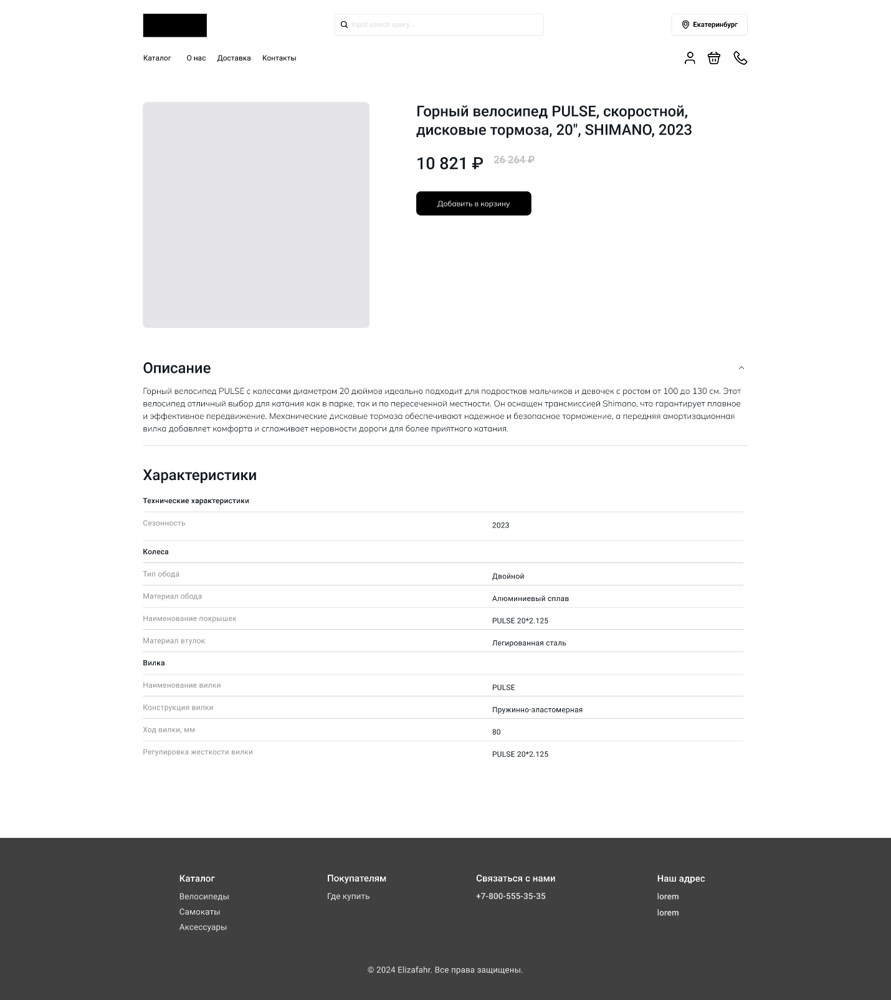 Input search query...
Екатеринбург
Каталог
О нас
Доставка
Контакты
Горный велосипед PULSE, скоростной,
дисковые тормоза, 20", SHIMANO, 2023
10 821 ₽
26 264 ₽
Добавить в корзину
Описание
Горный велосипед PULSE с колесами диаметром 20 дюймов идеально подходит для подростков мальчиков и девочек с ростом от 100 до 130 см. Этот
велосипед отличный выбор для катания как в парке, так и по пересеченной местности. Он оснащен трансмиссией Shimano, что гарантирует плавное
и эффективное передвижение. Механические дисковые тормоза обеспечивают надежное и безопасное торможение, а передняя амортизационная
вилка добавляет комфорта и сглаживает неровности дороги для более приятного катания.
Характеристики
Технические характеристики
Сезонность
2023
Колеса
Тип обода
Двойной
Материал обода
Алюминиевый сплав
Наименование покрышек
PULSE 20*2.125
Материал втулок
Легированная сталь
Вилка
Наименование вилки
PULSE
Конструкция вилки
Пружинно-эластомерная
Ход вилки, мм
80
Регулировка жесткости вилки
PULSE 20*2.125
Каталог
Велосипеды
Самокаты
Аксессуары
Покупателям
Где купить
Связаться с нами
+7-800-555-35-35
Наш адрес
lorem
lorem
© 2024 Elizafahr. Все права защищены.